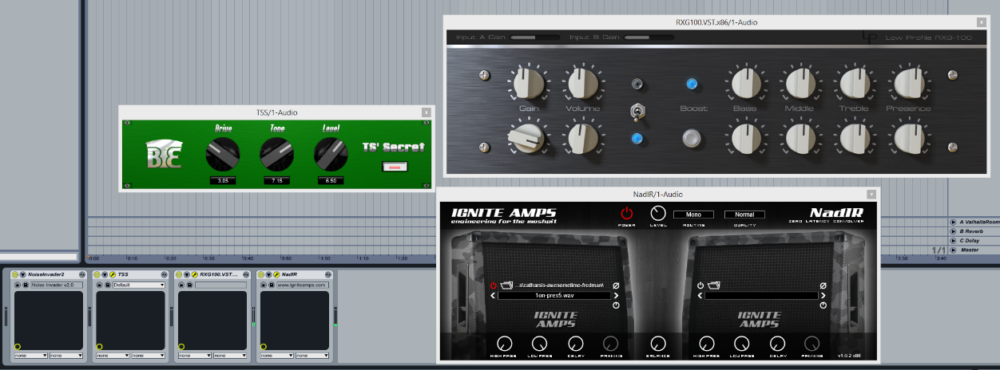 RXG100.VST.x86/1-Audio
x
Input A Gain
Input B Gain
LP
Low Profile RXG-100
Gain
Volume
Boost
Bass
Middle
Treble
Presence
TSS/1-Audio
x
BTE
Drive
Tone
Level
TS' Secret
3.05
7.15
6.50
NadIR/1-Audio
x
IGNITE AMPS
engineering for the moshpit
POWER
LEVEL
Mono
ROUTING
Normal
QUALITY
NadIR
ZERO LATENCY CONVOLVER
...s\catharsis-awesometime-fredman\
1on-pres5.wav
IGNITE
AMPS
IGNITE
AMPS
HIGH PASS
LOW PASS
DELAY
PANNING
BALANCE
HIGH PASS
LOW PASS
DELAY
PANNING
v1.0.2 x86
A ValhallaRoom
B Reverb
C Delay
1/1
Master
0:00
0:10
0:20
0:30
0:40
0:50
1:00
1:10
1:20
3:30
3:40
NoiseInvader2
TSS
RXG100.VST....
NadIR
Noise Invader v2.0
Default
www.igniteamps.com
none
none
none
none
none
none
none
none